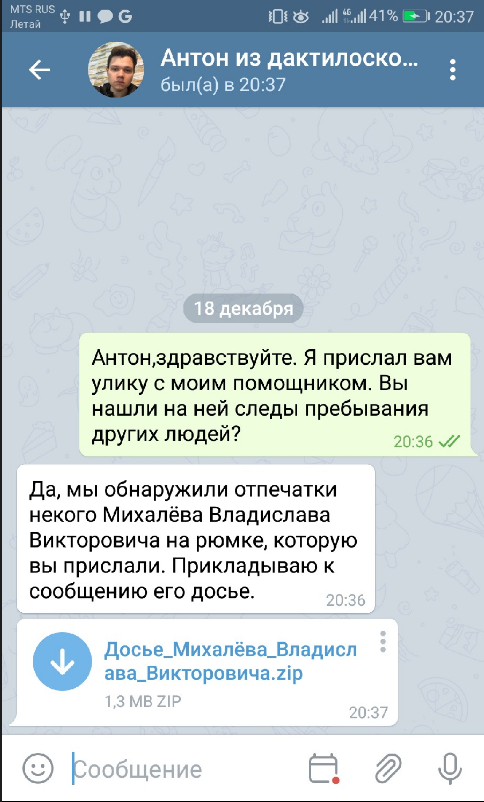 MTS RUS
Летай
G
4G
41%
20:37
Антон из дактилоско...
был(а) в 20:37
18 декабря
Антон,здравствуйте. Я прислал вам
улику с моим помощником. Вы
нашли на ней следы пребывания
других людей?
20:36
Да, мы обнаружили отпечатки
некого Михалёва Владислава
Викторовича на рюмке, которую
вы прислали. Прикладываю к
сообщению его досье.
20:36
Досье_Михалёва_Владисл
ава_Викторовича.zip
1,3 MB ZIP
20:37
Сообщение